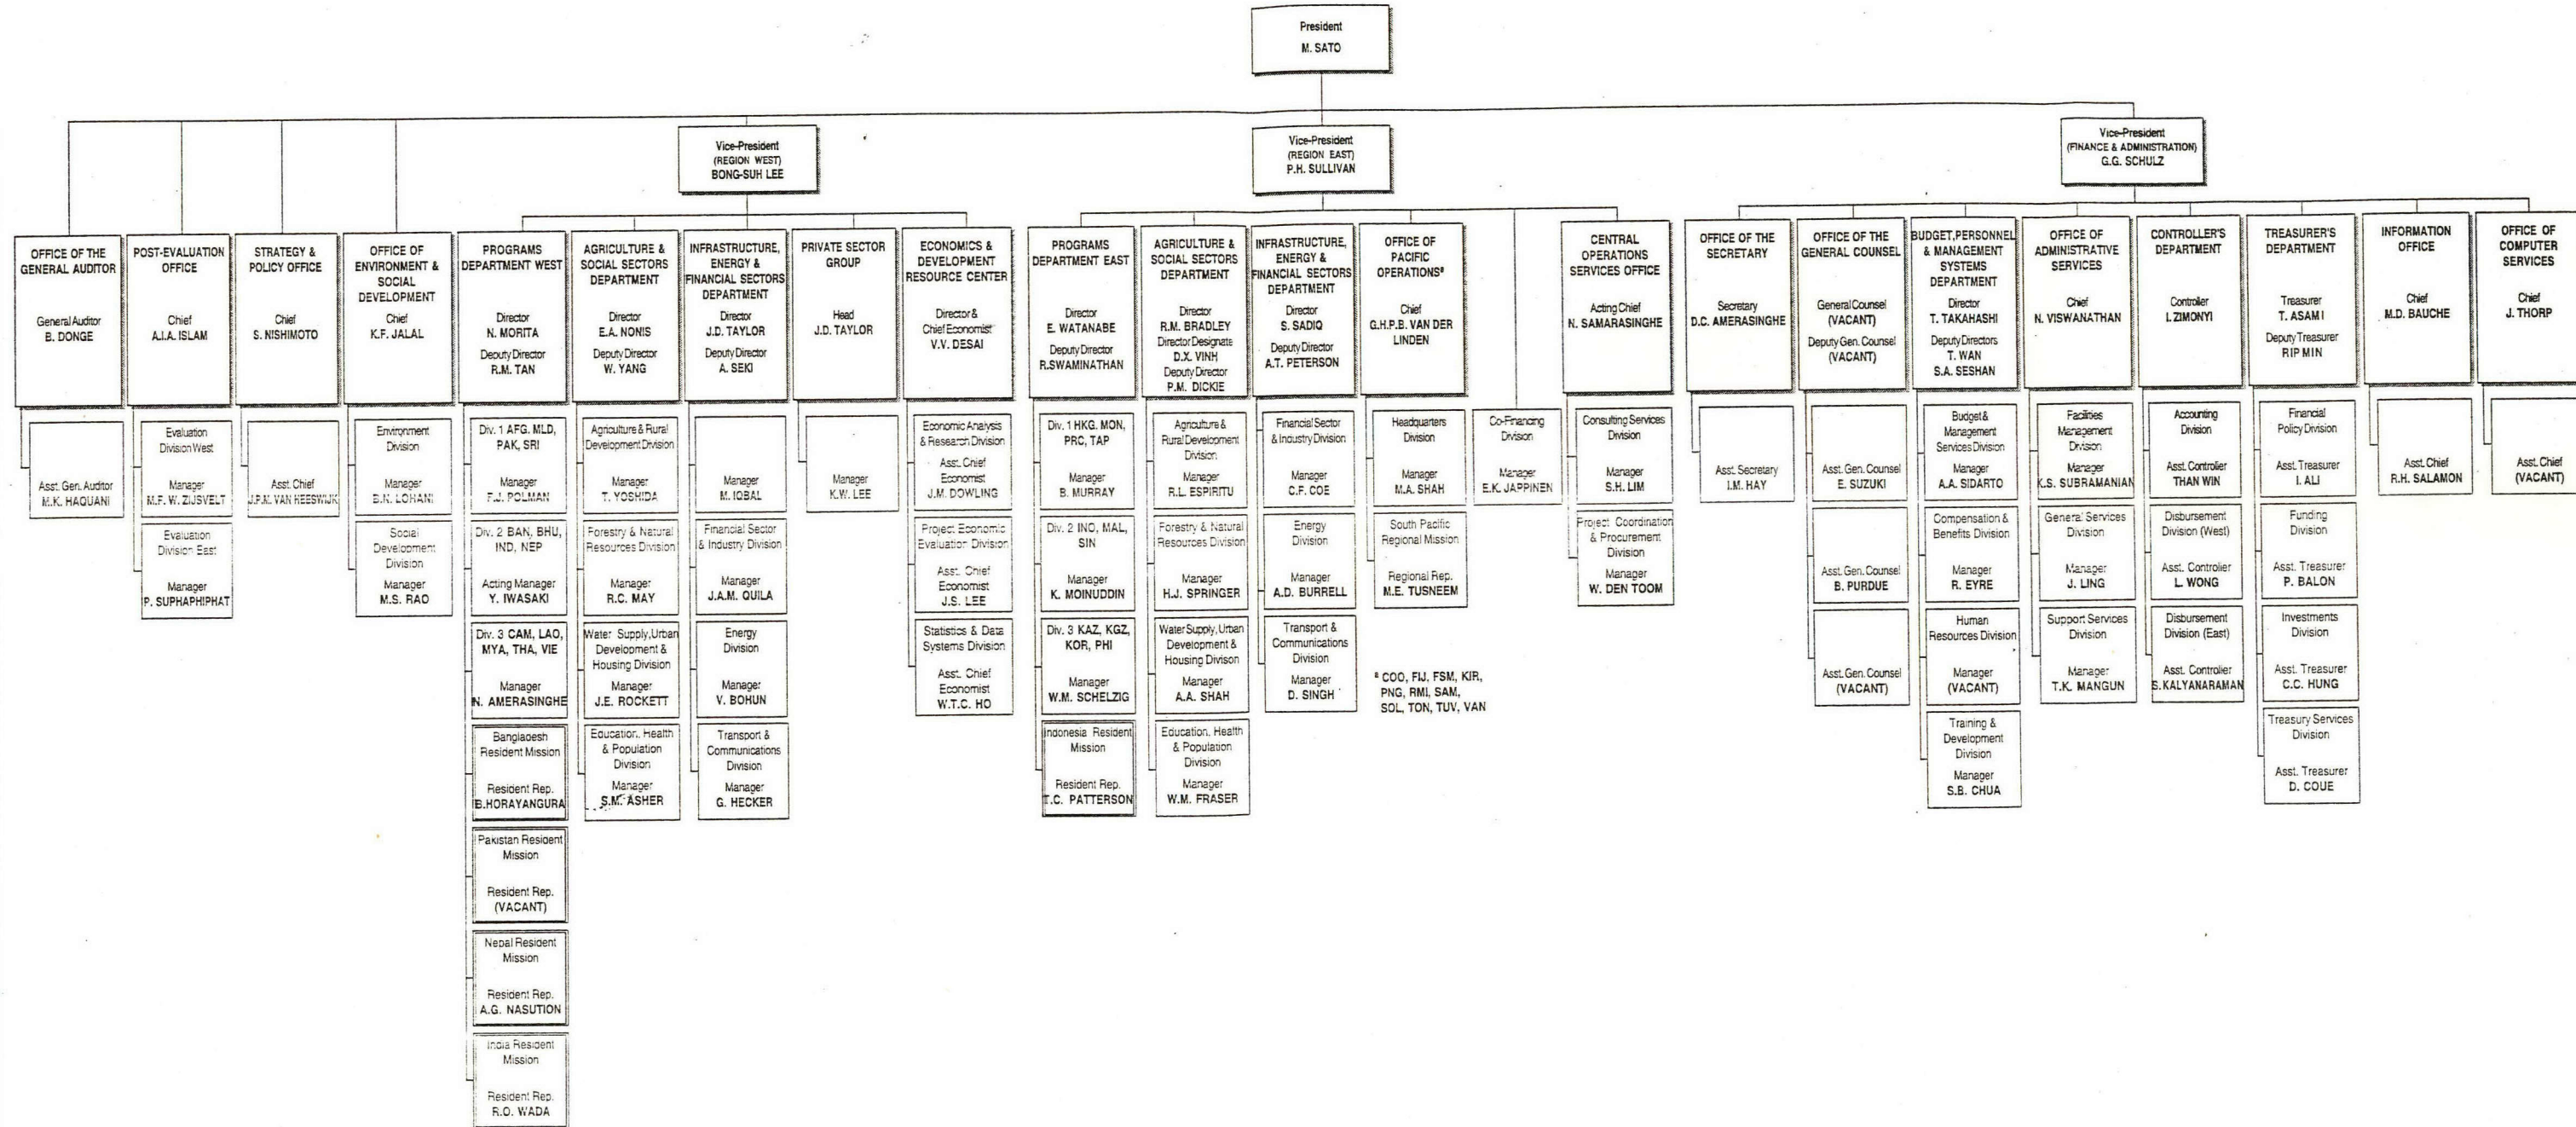 President
M. SATO
Vice-President
(REGION WEST)
BONG-SUH LEE
Vice-President
(REGION EAST)
P.H. SULLIVAN
Vice-President
(FINANCE & ADMINISTRATION)
G.G. SCHULZ
OFFICE OF THE
GENERAL AUDITOR
General Auditor
B. DONGE
Asst. Gen. Auditor
M.K. HAQUANI
POST-EVALUATION
OFFICE
Chief
A.I.A. ISLAM
Evaluation
Division West
Manager
M.F. W. ZIJSVELT
Evaluation
Division East
Manager
P. SUPHAPHIPHAT
STRATEGY &
POLICY OFFICE
Chief
S. NISHIMOTO
Asst. Chief
J.P.M. VAN HEESWIJK
OFFICE OF
ENVIRONMENT &
SOCIAL
DEVELOPMENT
Chief
K.F. JALAL
Environment
Division
Manager
B.N. LOHANI
Social
Development
Division
Manager
M.S. RAO
PROGRAMS
DEPARTMENT WEST
Director
N. MORITA
Deputy Director
R.M. TAN
Div. 1 AFG. MLD,
PAK, SRI
Manager
F.J. POLMAN
Div. 2 BAN, BHU,
IND, NEP
Acting Manager
Y. IWASAKI
Div. 3 CAM, LAO,
MYA, THA, VIE
Manager
N. AMERASINGHE
Bangladesh
Resident Mission
Resident Rep.
B.HORAYANGURA
Pakistan Resident
Mission
Resident Rep.
(VACANT)
Nepal Resident
Mission
Resident Rep.
A.G. NASUTION
India Resident
Mission
Resident Rep.
R.O. WADA
AGRICULTURE &
SOCIAL SECTORS
DEPARTMENT
Director
E.A. NONIS
Deputy Director
W. YANG
Agriculture & Rural
Development Division
Manager
T. YOSHIDA
Forestry & Natural
Resources Division
Manager
R.C. MAY
Water Supply,Urban
Development &
Housing Division
Manager
J.E. ROCKETT
Education, Health
& Population
Division
Manager
S.M. ASHER
INFRASTRUCTURE,
ENERGY &
FINANCIAL SECTORS
DEPARTMENT
Director
J.D. TAYLOR
Deputy Director
A. SEKI
Manager
M. IQBAL
Financial Sector
& Industry Division
Manager
J.A.M. QUILA
Energy
Division
Manager
V. BOHUN
Transport &
Communications
Division
Manager
G. HECKER
PRIVATE SECTOR
GROUP
Head
J.D. TAYLOR
Manager
K.W. LEE
ECONOMICS &
DEVELOPMENT
RESOURCE CENTER
Director &
Chief Economist
V.V. DESAI
Economic Analysis
& Research Division
Asst. Chief
Economist
J.M. DOWLING
Project Economic
Evaluation Division
Asst. Chief
Economist
J.S. LEE
Statistics & Data
Systems Division
Asst. Chief
Economist
W.T.C. HO
PROGRAMS
DEPARTMENT EAST
Director
E. WATANABE
Deputy Director
R.SWAMINATHAN
Div. 1 HKG. MON,
PRC, TAP
Manager
B. MURRAY
Div. 2 INO, MAL,
SIN
Manager
K. MOINUDDIN
Div. 3 KAZ, KGZ,
KOR, PHI
Manager
W.M. SCHELZIG
Indonesia Resident
Mission
Resident Rep.
T.C. PATTERSON
AGRICULTURE &
SOCIAL SECTORS
DEPARTMENT
Director
R.M. BRADLEY
Director Designate
D.X. VINH
Deputy Director
P.M. DICKIE
Agriculture &
Rural Development
Division
Manager
R.L. ESPIRITU
Forestry & Natural
Resources Division
Manager
H.J. SPRINGER
Water Supply, Urban
Development &
Housing Divison
Manager
A.A. SHAH
Education, Health
& Population
Division
Manager
W.M. FRASER
INFRASTRUCTURE,
ENERGY &
FINANCIAL SECTORS
DEPARTMENT
Director
S. SADIQ
Deputy Director
A.T. PETERSON
Financial Sector
& Industry Division
Manager
C.F. COE
Energy
Division
Manager
A.D. BURRELL
Transport &
Communications
Division
Manager
D. SINGH
OFFICE OF
PACIFIC
OPERATIONSª
Chief
G.H.P.B. VAN DER
LINDEN
Headquarters
Division
Manager
M.A. SHAH
South Pacific
Regional Mission
Regional Rep.
M.E. TUSNEEM
ª COO, FIJ, FSM, KIR,
PNG, RMI, SAM,
SOL, TON, TUV, VAN
Co-Financing
Division
Manager
E.K. JAPPINEN
CENTRAL
OPERATIONS
SERVICES OFFICE
Acting Chief
N. SAMARASINGHE
Consulting Services
Division
Manager
S.H. LIM
Project Coordination
& Procurement
Division
Manager
W. DEN TOOM
OFFICE OF THE
SECRETARY
Secretary
D.C. AMERASINGHE
Asst. Secretary
I.M. HAY
OFFICE OF THE
GENERAL COUNSEL
General Counsel
(VACANT)
Deputy Gen. Counsel
(VACANT)
Asst. Gen. Counsel
E. SUZUKI
Asst. Gen. Counsel
B. PURDUE
Asst. Gen. Counsel
(VACANT)
BUDGET,PERSONNEL
& MANAGEMENT
SYSTEMS
DEPARTMENT
Director
T. TAKAHASHI
Deputy Directors
T. WAN
S.A. SESHAN
Budget &
Management
Services Division
Manager
A.A. SIDARTO
Compensation &
Benefits Division
Manager
R. EYRE
Human
Resources Division
Manager
(VACANT)
Training &
Development
Division
Manager
S.B. CHUA
OFFICE OF
ADMINISTRATIVE
SERVICES
Chief
N. VISWANATHAN
Facilities
Management
Division
Manager
K.S. SUBRAMANIAN
General Services
Division
Manager
J. LING
Support Services
Division
Manager
T.K. MANGUN
CONTROLLER'S
DEPARTMENT
Controller
I. ZIMONYI
Accounting
Division
Asst. Controller
THAN WIN
Disbursement
Division (West)
Asst. Controller
L. WONG
Disbursement
Division (East)
Asst. Controller
S.KALYANARAMAN
TREASURER'S
DEPARTMENT
Treasurer
T. ASAMI
Deputy Treasurer
RIP MIN
Financial
Policy Division
Asst. Treasurer
I. ALI
Funding
Division
Asst. Treasurer
P. BALON
Investments
Division
Asst. Treasurer
C.C. HUNG
Treasury Services
Division
Asst. Treasurer
D. COUE
INFORMATION
OFFICE
Chief
M.D. BAUCHE
Asst. Chief
R.H. SALAMON
OFFICE OF
COMPUTER
SERVICES
Chief
J. THORP
Asst. Chief
(VACANT)